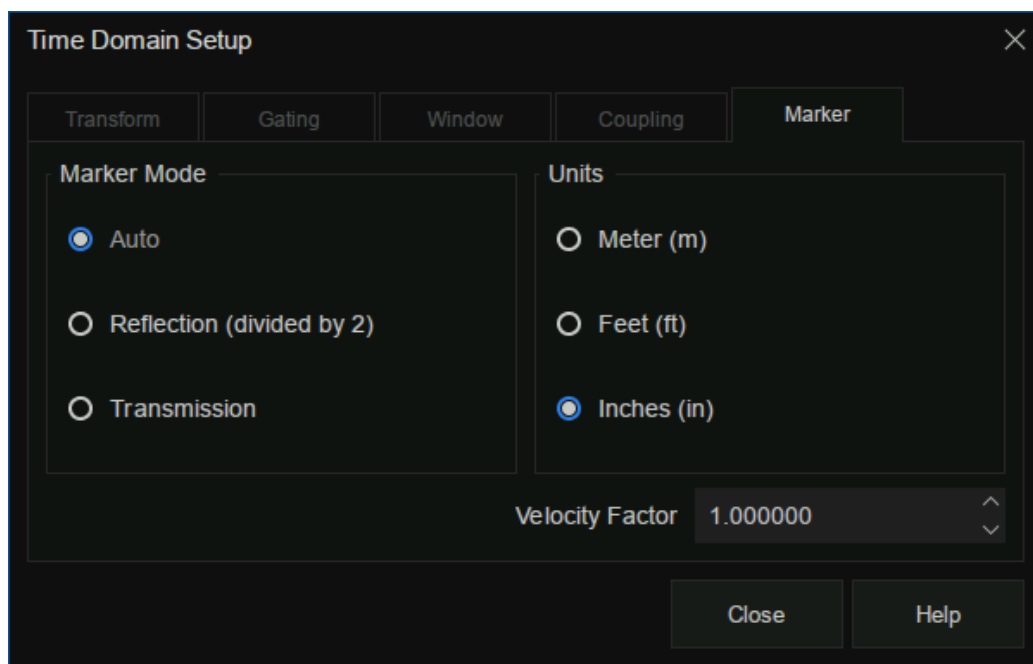 Time Domain Setup
Transform Gating Window Coupling Marker
Marker Mode
Auto
Reflection (divided by 2)
Transmission
Units
Meter (m)
Feet (ft)
Inches (in)
Velocity Factor 1.000000
Close Help